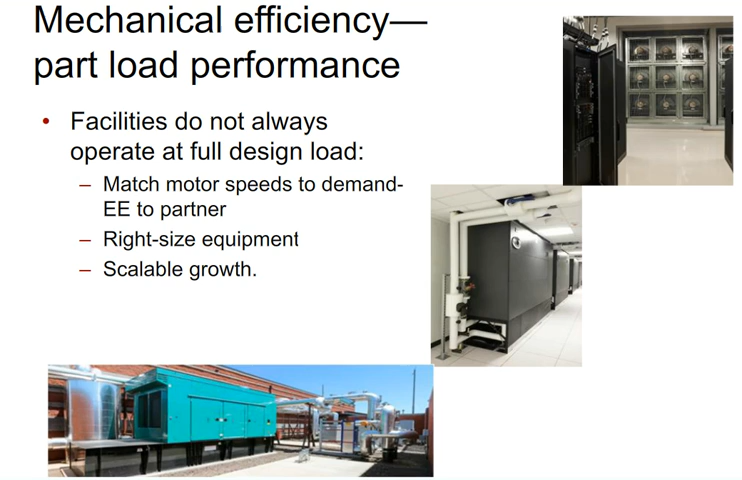 Mechanical efficiency—
part load performance
• Facilities do not always
operate at full design load:
– Match motor speeds to demand-
EE to partner
– Right-size equipment
– Scalable growth.